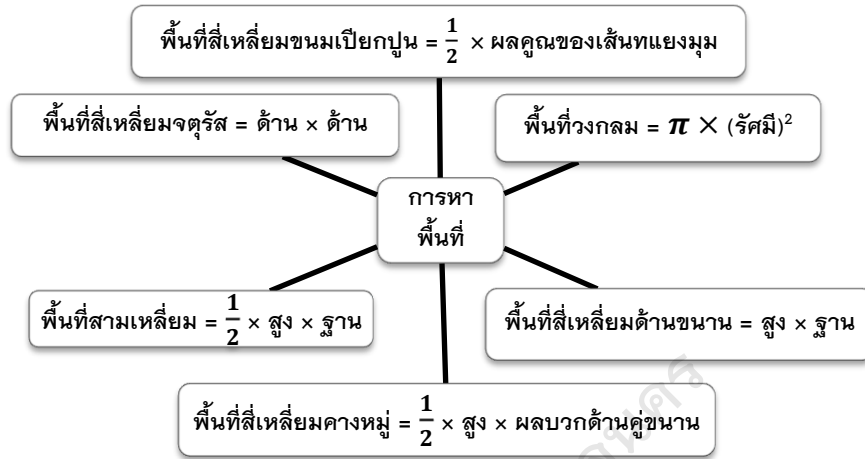 พื้นที่สี่เหลี่ยมขนมเปียกปูน = 1/2 × ผลคูณของเส้นทแยงมุม
พื้นที่สี่เหลี่ยมจตุรัส = ด้าน × ด้าน
พื้นที่วงกลม = π × (รัศมี)²
การหา
พื้นที่
พื้นที่สามเหลี่ยม = 1/2 × สูง × ฐาน
พื้นที่สี่เหลี่ยมด้านขนาน = สูง × ฐาน
พื้นที่สี่เหลี่ยมคางหมู่ = 1/2 × สูง × ผลบวกด้านคู่ขนาน